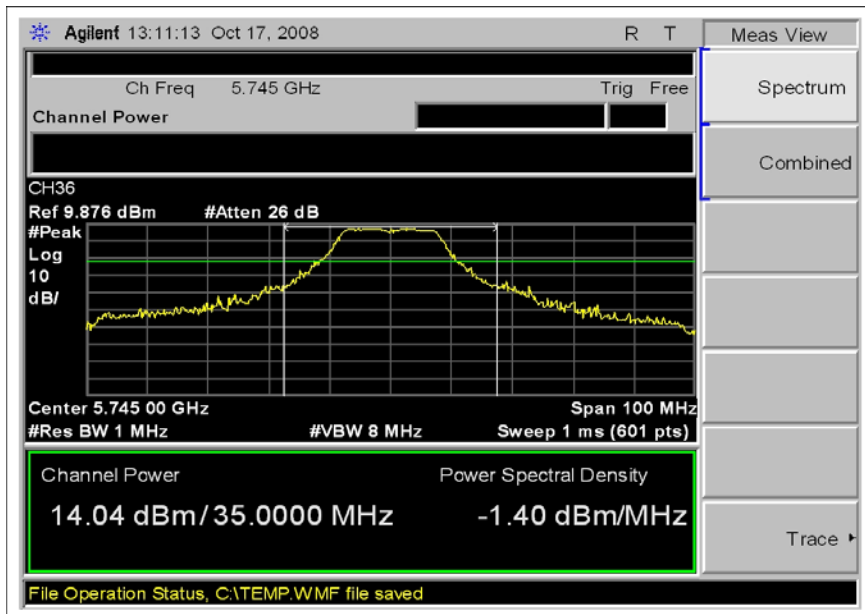 Agilent 13:11:13 Oct 17, 2008 R T
Meas View
Ch Freq 5.745 GHz Trig Free
Channel Power
Spectrum
Combined
CH36
Ref 9.876 dBm #Atten 26 dB
#Peak
Log
10
dB/
Center 5.745 00 GHz Span 100 MHz
#Res BW 1 MHz #VBW 8 MHz Sweep 1 ms (601 pts)
Channel Power Power Spectral Density
14.04 dBm/35.0000 MHz -1.40 dBm/MHz
Trace
File Operation Status, C:\TEMP.WMF file saved